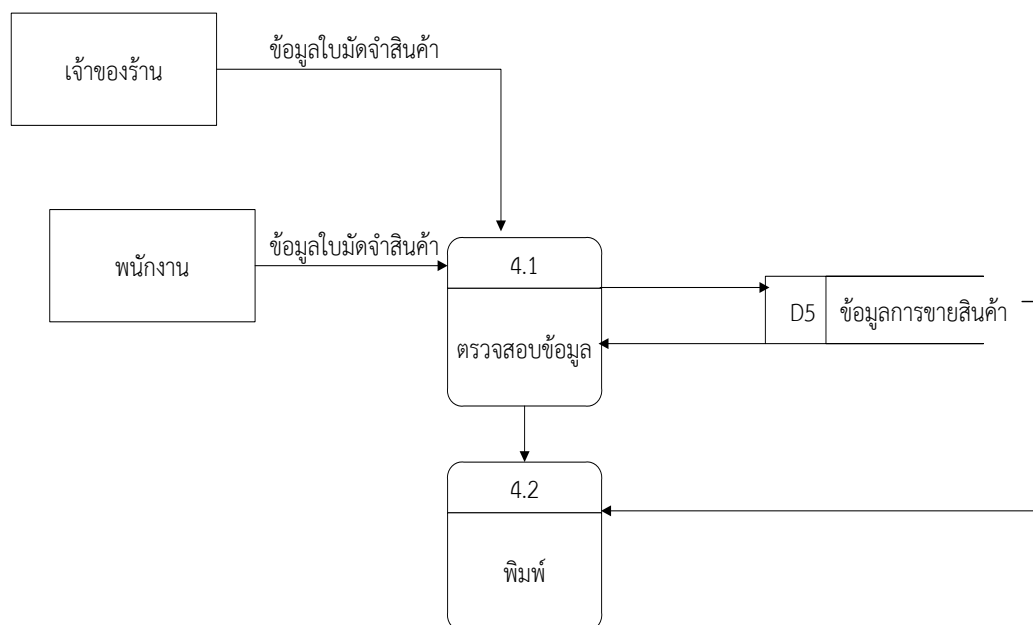 ข้อมูลใบมัดจำสินค้า
เจ้าของร้าน
ข้อมูลใบมัดจำสินค้า
พนักงาน
4.1
D5 ข้อมูลการขายสินค้า
ตรวจสอบข้อมูล
4.2
พิมพ์